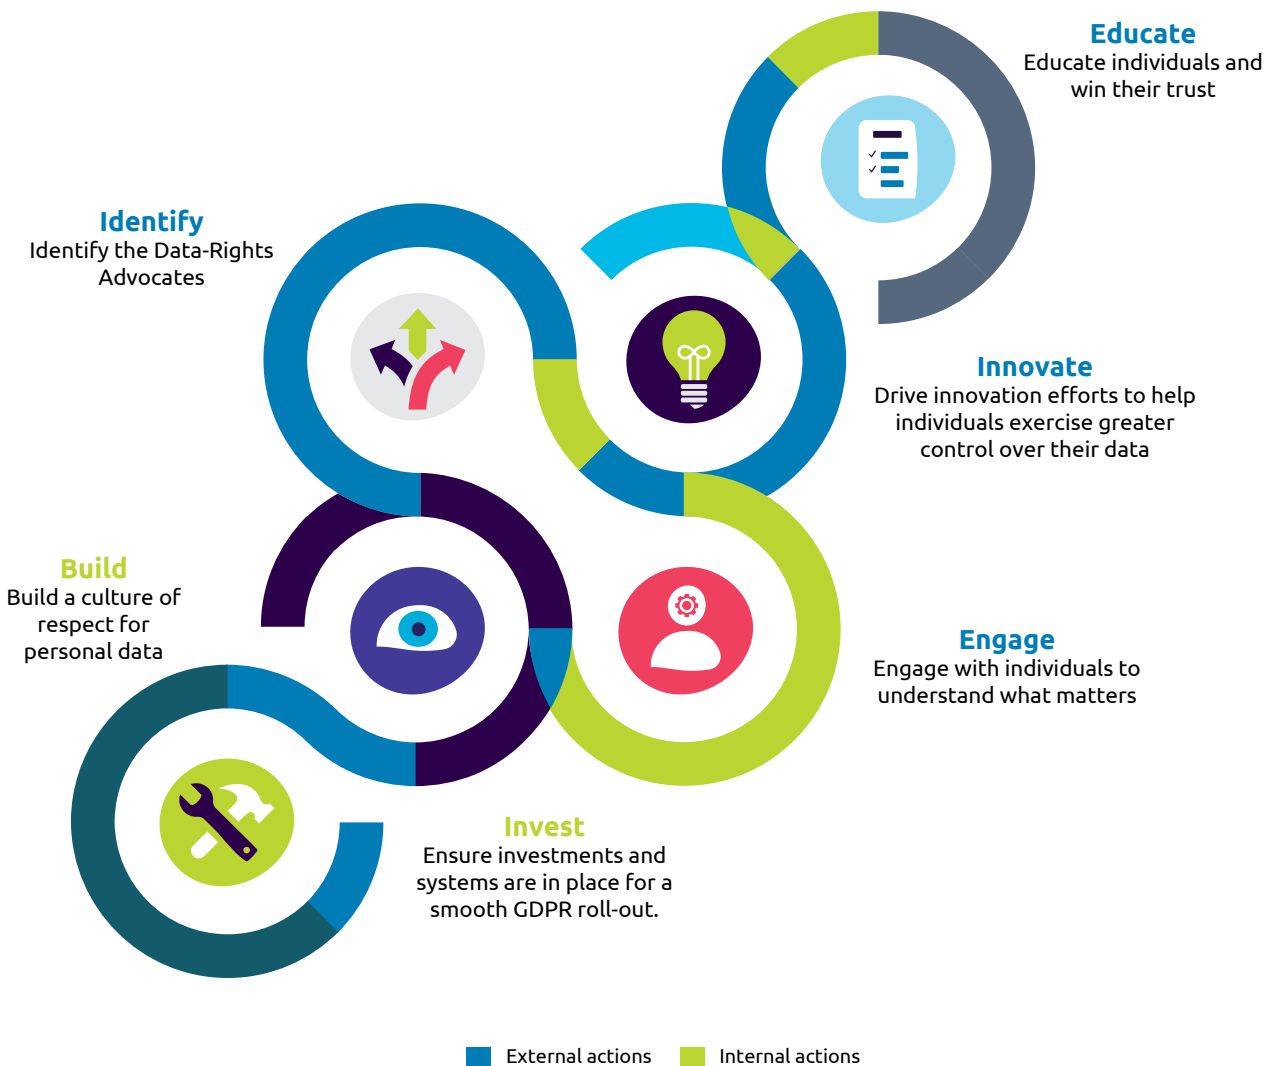 Educate
Educate individuals and
win their trust
Identify
Identify the Data-Rights
Advocates
Innovate
Drive innovation efforts to help
individuals exercise greater
control over their data
Build
Build a culture of
respect for
personal data
Engage
Engage with individuals to
understand what matters
Invest
Ensure investments and
systems are in place for a
smooth GDPR roll-out.
External actions
Internal actions